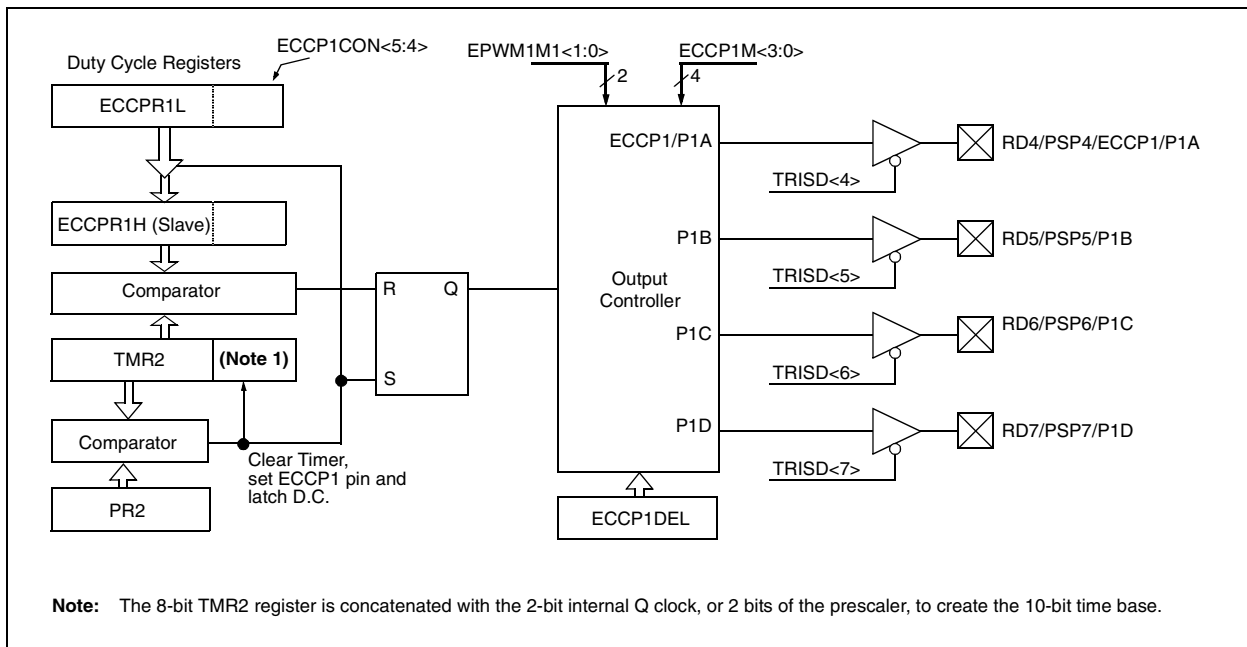 ECCP1CON<5:4>
Duty Cycle Registers
ECCPR1L
ECCPR1H (Slave)
Comparator
TMR2
(Note 1)
Comparator
PR2
Clear Timer,
set ECCP1 pin and
latch D.C.
R
Q
S
EPWM1M1<1:0>
2
ECCP1M<3:0>
4
Output
Controller
ECCP1/P1A
P1B
P1C
P1D
ECCP1DEL
TRISD<4>
RD4/PSP4/ECCP1/P1A
TRISD<5>
RD5/PSP5/P1B
TRISD<6>
RD6/PSP6/P1C
TRISD<7>
RD7/PSP7/P1D
Note: The 8-bit TMR2 register is concatenated with the 2-bit internal Q clock, or 2 bits of the prescaler, to create the 10-bit time base.